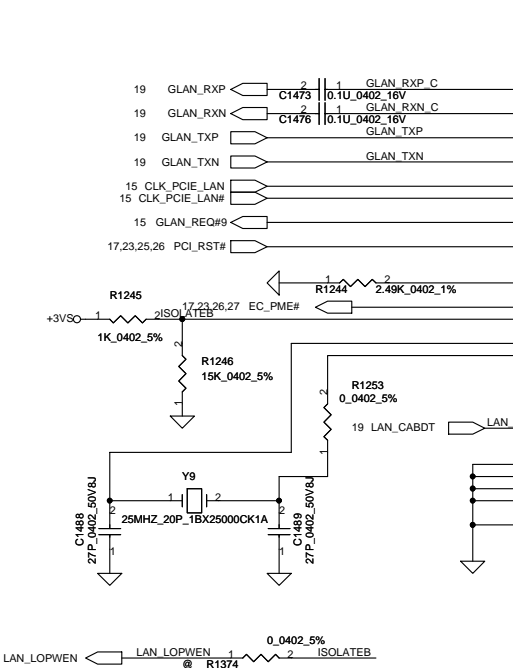 19 GLAN_RXP 2 1 GLAN_RXP_C
C1473 0.1U_0402_16V
19 GLAN_RXN 2 1 GLAN_RXN_C
C1476 0.1U_0402_16V
19 GLAN_TXP GLAN_TXP
19 GLAN_TXN GLAN_TXN
15 CLK_PCIE_LAN
15 CLK_PCIE_LAN#
15 GLAN_REQ#9
17,23,25,26 PCI_RST#
1 2
R1244 2.49K_0402_1%
R1245
17,23,26,27 EC_PME#
+3VS 1 2 ISOLATEB
1K_0402_5%
2
R1246
15K_0402_5%
1
R1253
0_0402_5%
2
19 LAN_CABDT LAN_
1
Y9
1 2
25MHZ_20P_1BX25000CK1A
C1488
27P_0402_50V8J
2
1
C1489
27P_0402_50V8J
2
1
0_0402_5%
LAN_LOPWEN LAN_LOPWEN 1 2 ISOLATEB
@ R1374